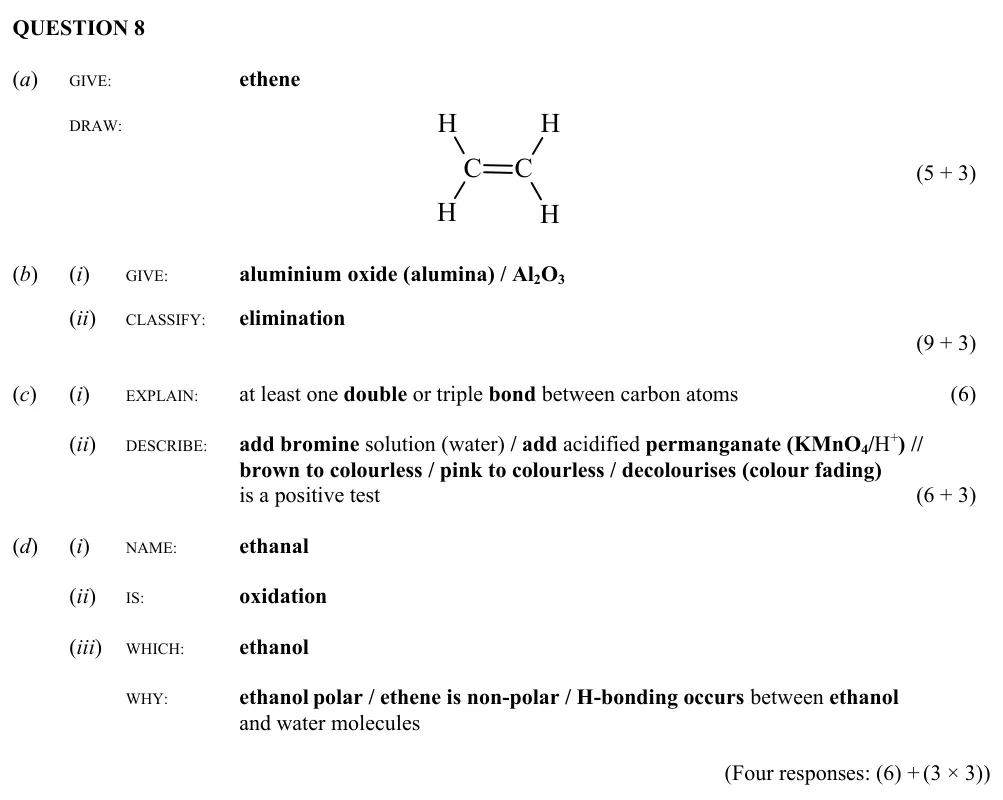 QUESTION 8
(a) GIVE: ethene
DRAW:
H H
C C
(5 + 3)
H H
(b) (i) GIVE: aluminium oxide (alumina) / Al₂O₃
(ii) CLASSIFY: elimination
(9 + 3)
(c) (i) EXPLAIN: at least one double or triple bond between carbon atoms (6)
(ii) DESCRIBE: add bromine solution (water) / add acidified permanganate (KMnO₄/H⁺) //
brown to colourless / pink to colourless / decolourises (colour fading)
is a positive test (6 + 3)
(d) (i) NAME: ethanal
(ii) IS: oxidation
(iii) WHICH: ethanol
WHY: ethanol polar / ethene is non-polar / H-bonding occurs between ethanol
and water molecules
(Four responses: (6) + (3 × 3))